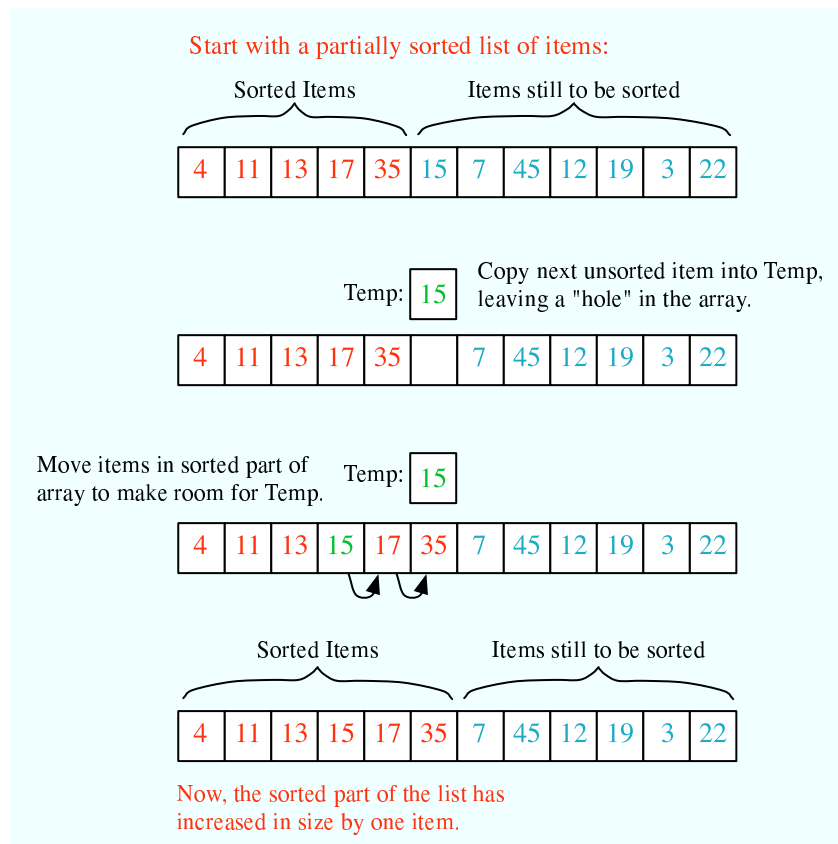 Start with a partially sorted list of items:
Sorted Items Items still to be sorted
4 11 13 17 35 15 7 45 12 19 3 22
Temp: 15
Copy next unsorted item into Temp,
leaving a "hole" in the array.
4 11 13 17 35 7 45 12 19 3 22
Move items in sorted part of
array to make room for Temp.
Temp: 15
4 11 13 15 17 35 7 45 12 19 3 22
Sorted Items Items still to be sorted
4 11 13 15 17 35 7 45 12 19 3 22
Now, the sorted part of the list has
increased in size by one item.